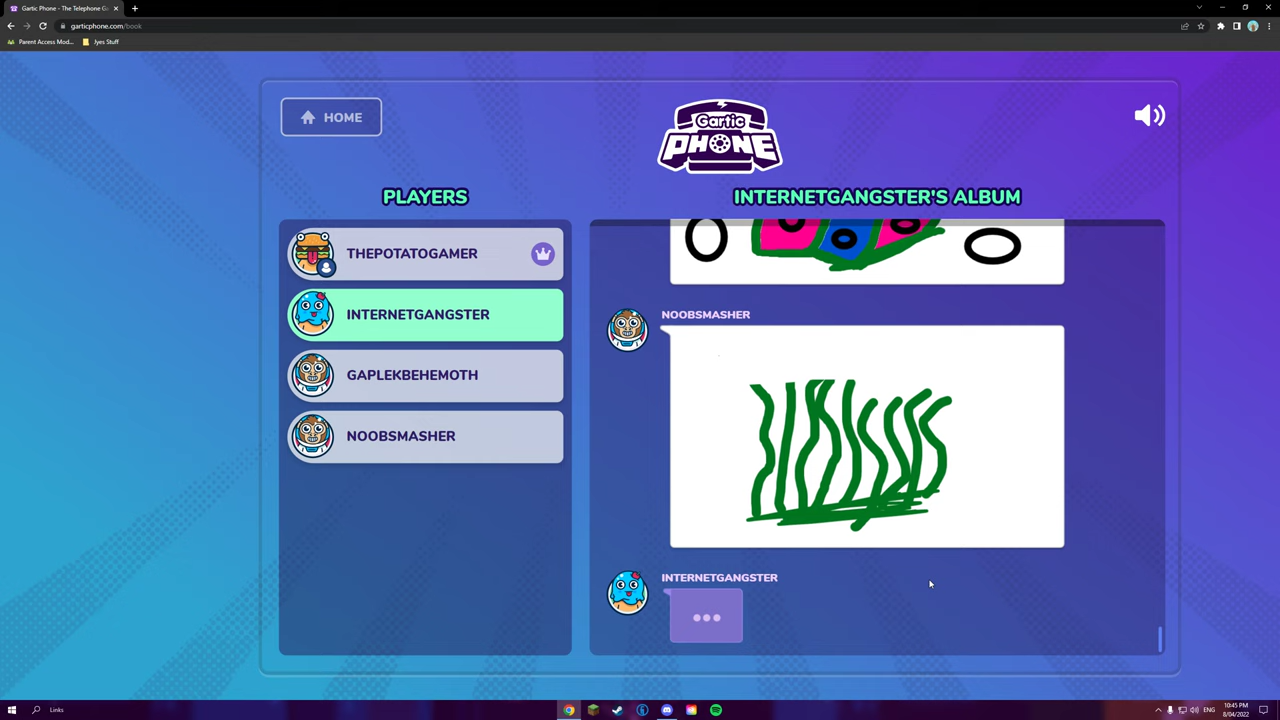 Gartic Phone - The Telephone G
garticphone.com/book
Parent Access Mod...
Jyes Stuff
HOME
Gartic
PHONE
PLAYERS
INTERNETGANGSTER'S ALBUM
THEPOTATOGAMER
INTERNETGANGSTER
GAPLEKBEHEMOTH
NOOBSMASHER
NOOBSMASHER
INTERNETGANGSTER
Links
ENG
10:45 PM
8/04/2022